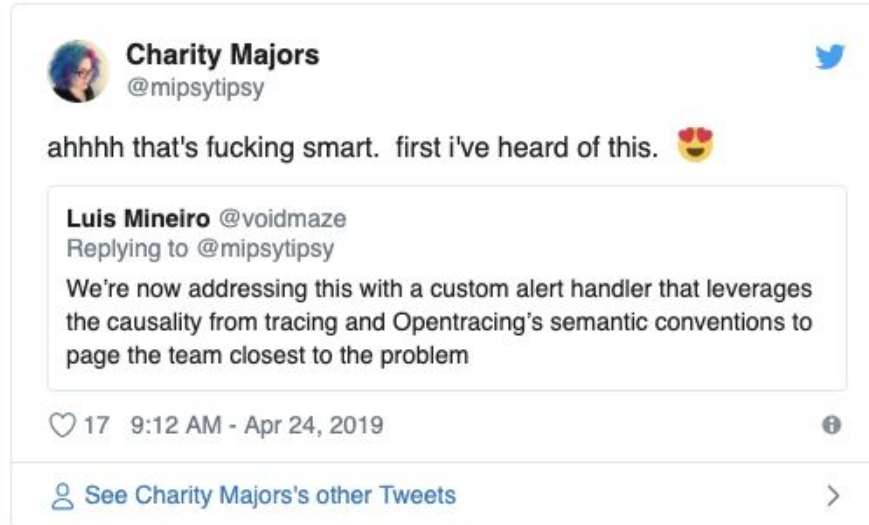 Charity Majors
@mipsytipsy
ahhhh that's fucking smart.  first i've heard of this. 😍
Luis Mineiro @voidmaze
Replying to @mipsytipsy
We're now addressing this with a custom alert handler that leverages
the causality from tracing and Opentracing's semantic conventions to
page the team closest to the problem
17 9:12 AM - Apr 24, 2019
See Charity Majors's other Tweets